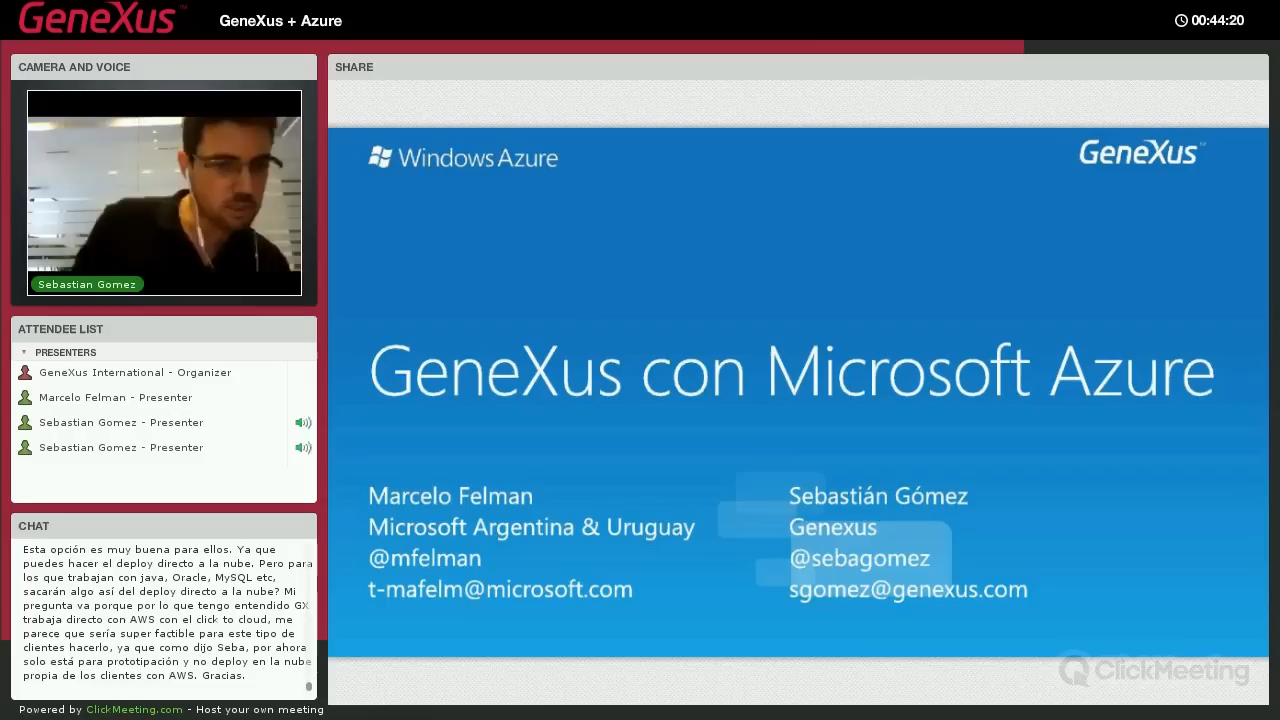 GeneXus™
GeneXus + Azure
00:44:20
CAMERA AND VOICE
Sebastian Gomez
ATTENDEE LIST
PRESENTERS
GeneXus International - Organizer
Marcelo Felman - Presenter
Sebastian Gomez - Presenter
Sebastian Gomez - Presenter
CHAT
Esta opción es muy buena para ellos. Ya que
puedes hacer el deploy directo a la nube. Pero para
los que trabajan con java, Oracle, MySQL etc,
sacarán algo así del deploy directo a la nube? Mi
pregunta va porque por lo que tengo entendido GX
trabaja directo con AWS con el click to cloud, me
parece que sería super factible para este tipo de
clientes hacerlo, ya que como dijo Seba, por ahora
solo está para prototipación y no deploy en la nube
propia de los clientes con AWS. Gracias.
Powered by ClickMeeting.com - Host your own meeting
SHARE
Windows Azure
GeneXus™
GeneXus con Microsoft Azure
Marcelo Felman
Microsoft Argentina & Uruguay
@mfelman
t-mafelm@microsoft.com
Sebastián Gómez
Genexus
@sebagomez
sgomez@genexus.com
ClickMeeting